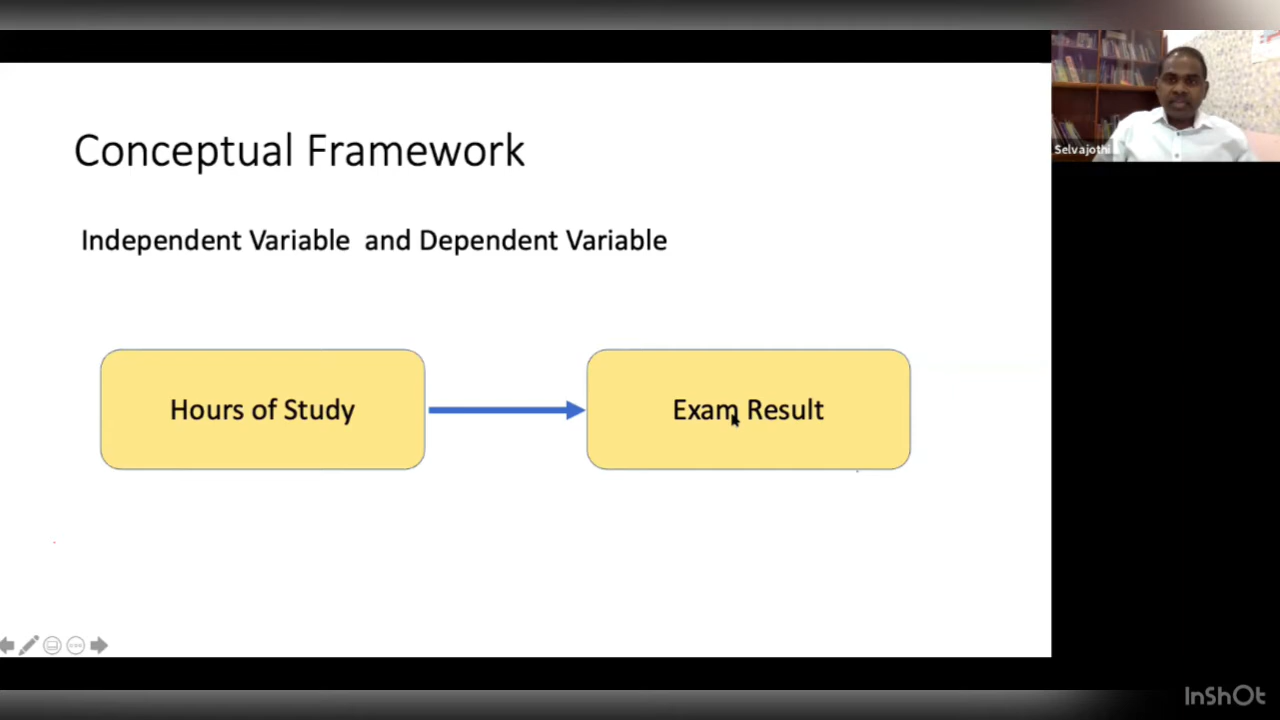 Conceptual Framework
Independent Variable and Dependent Variable
Hours of Study
Exam Result
Selvajothi
InShOt